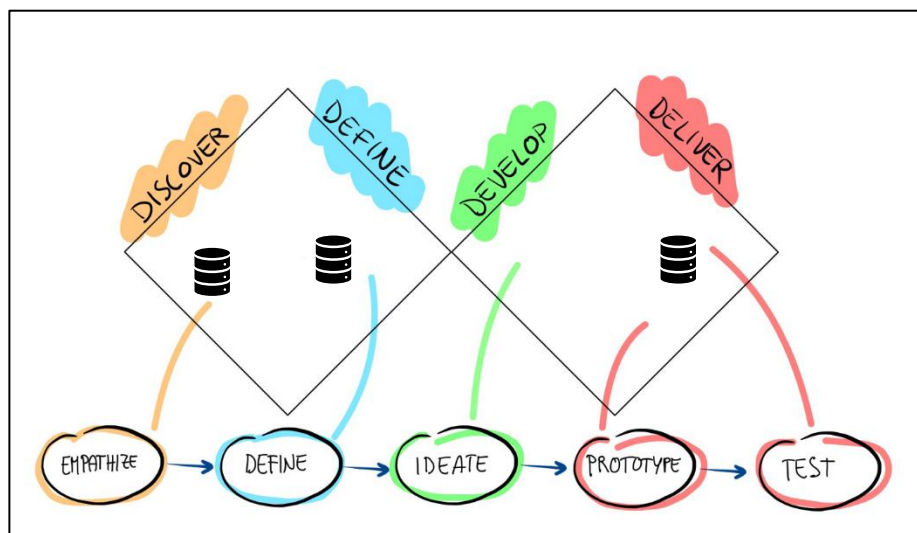 DISCOVER
DEFINE
DEVELOP
DELIVER
EMPATHIZE
DEFINE
IDEATE
PROTOTYPE
TEST